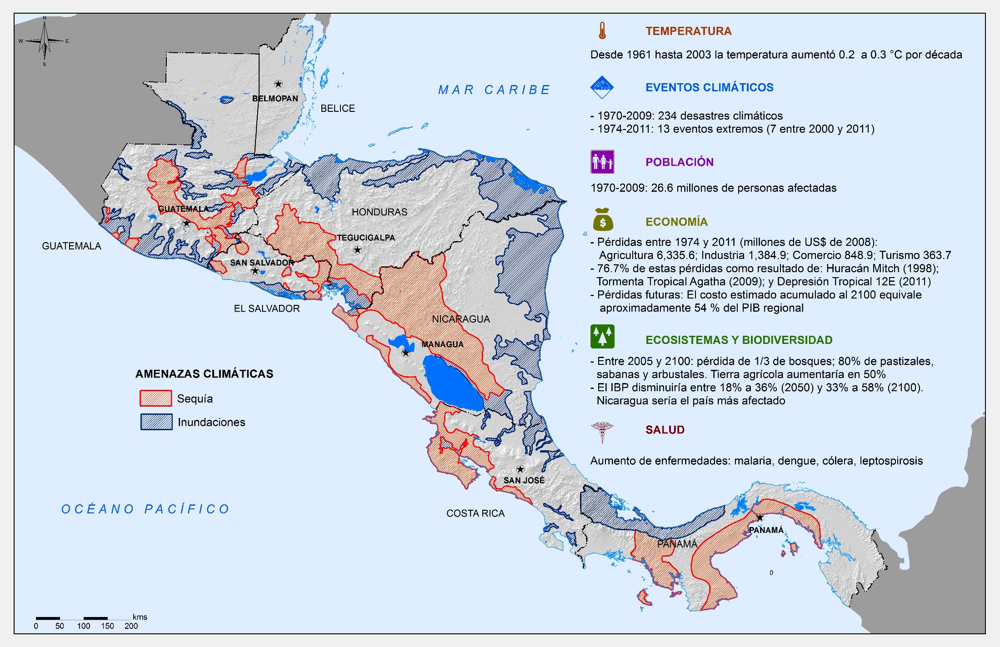 N
W
E
S
TEMPERATURA
Desde 1961 hasta 2003 la temperatura aumentó 0.2  a 0.3 °C por década
EVENTOS CLIMÁTICOS
- 1970-2009: 234 desastres climáticos
- 1974-2011: 13 eventos extremos (7 entre 2000 y 2011)
POBLACIÓN
1970-2009: 26.6 millones de personas afectadas
$
ECONOMÍA
- Pérdidas entre 1974 y 2011 (millones de US$ de 2008):
Agricultura 6,335.6; Industria 1,384.9; Comercio 848.9; Turismo 363.7
- 76.7% de estas pérdidas como resultado de: Huracán Mitch (1998);
Tormenta Tropical Agatha (2009); y Depresión Tropical 12E (2011)
- Pérdidas futuras: El costo estimado acumulado al 2100 equivale
aproximadamente 54 % del PIB regional
ECOSISTEMAS Y BIODIVERSIDAD
- Entre 2005 y 2100: pérdida de 1/3 de bosques; 80% de pastizales,
sabanas y arbustales. Tierra agrícola aumentaría en 50%
- El IBP disminuiría entre 18% a 36% (2050) y 33% a 58% (2100).
Nicaragua sería el país más afectado
SALUD
Aumento de enfermedades: malaria, dengue, cólera, leptospirosis
MAR CARIBE
BELMOPAN
BELICE
GUATEMALA
HONDURAS
TEGUCIGALPA
GUATEMALA
SAN SALVADOR
EL SALVADOR
NICARAGUA
MANAGUA
AMENAZAS CLIMÁTICAS
Sequía
Inundaciones
SAN JOSÉ
OCÉANO PACÍFICO
COSTA RICA
PANAMÁ
PANAMÁ
0
kms
0 50 100 150 200